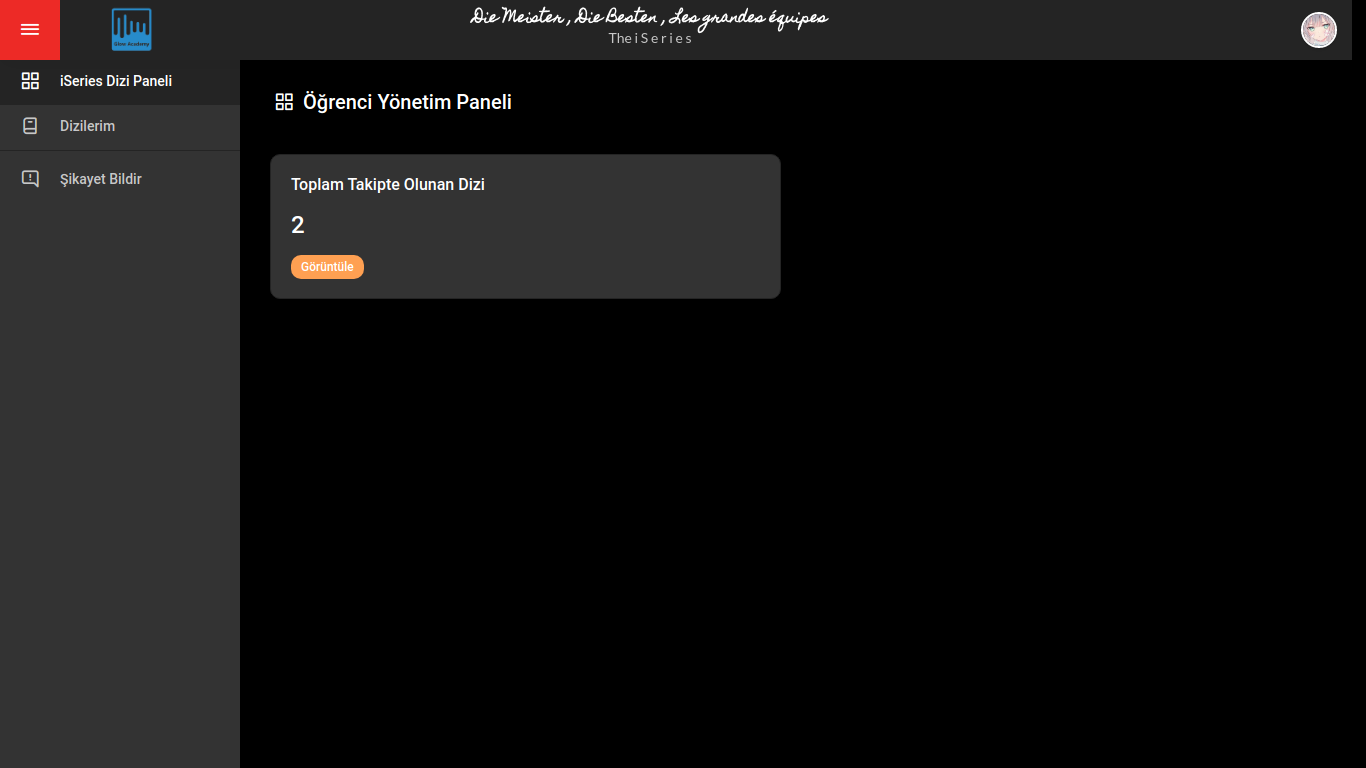 Die Meister , Die Besten , Les grandes équipes
TheiSeries
iSeries Dizi Paneli
Dizilerim
Şikayet Bildir
Öğrenci Yönetim Paneli
Toplam Takipte Olunan Dizi
2
Görüntüle